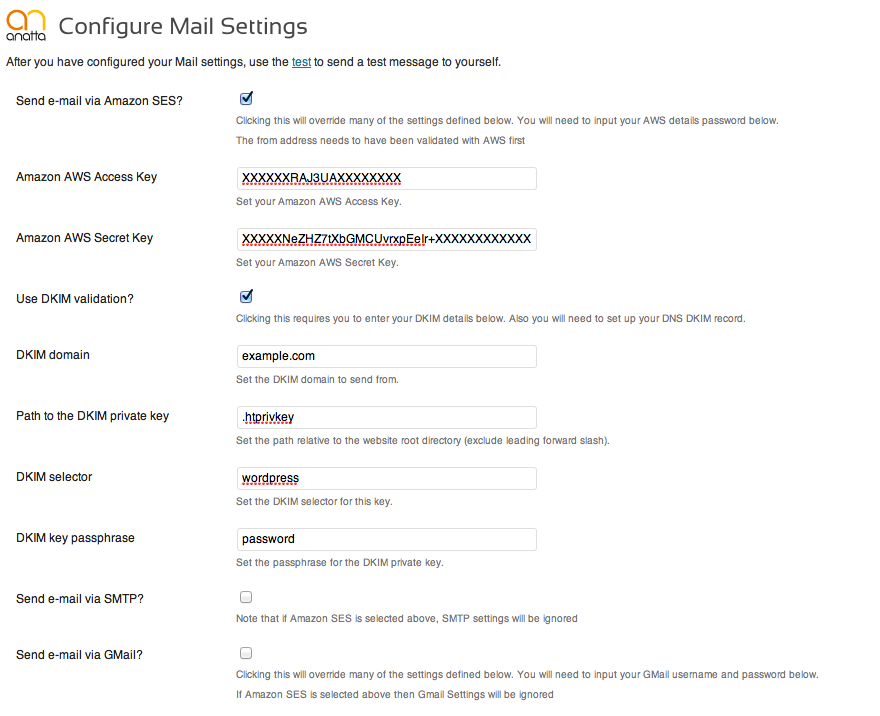 anatta
Configure Mail Settings
After you have configured your Mail settings, use the test to send a test message to yourself.
Send e-mail via Amazon SES?
Clicking this will override many of the settings defined below. You will need to input your AWS details password below.
The from address needs to have been validated with AWS first
Amazon AWS Access Key
XXXXXXRAJ3UAXXXXXXXX
Set your Amazon AWS Access Key.
Amazon AWS Secret Key
XXXXXNeZHZ7tXbGMCUvrxpEeIr+XXXXXXXXXXXX
Set your Amazon AWS Secret Key.
Use DKIM validation?
Clicking this requires you to enter your DKIM details below. Also you will need to set up your DNS DKIM record.
DKIM domain
example.com
Set the DKIM domain to send from.
Path to the DKIM private key
.htprivkey
Set the path relative to the website root directory (exclude leading forward slash).
DKIM selector
wordpress
Set the DKIM selector for this key.
DKIM key passphrase
password
Set the passphrase for the DKIM private key.
Send e-mail via SMTP?
Note that if Amazon SES is selected above, SMTP settings will be ignored
Send e-mail via GMail?
Clicking this will override many of the settings defined below. You will need to input your GMail username and password below.
If Amazon SES is selected above then Gmail Settings will be ignored